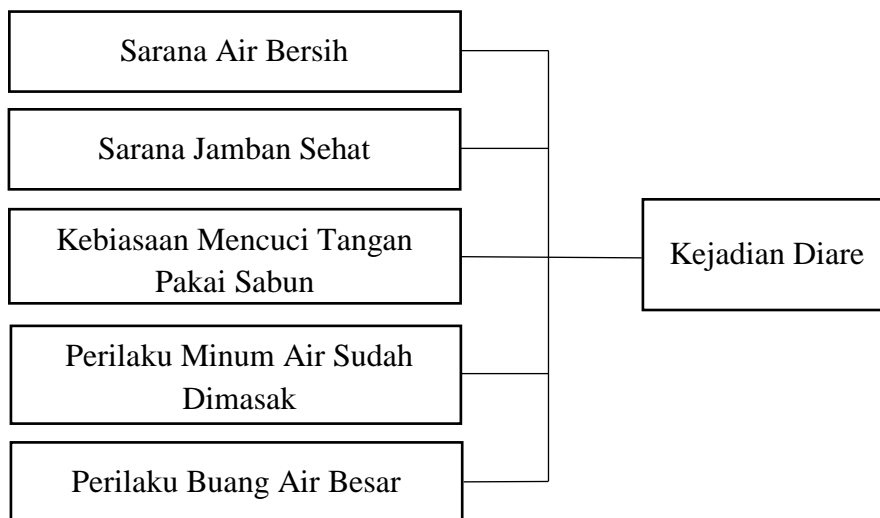 Sarana Air Bersih
Sarana Jamban Sehat
Kebiasaan Mencuci Tangan
Pakai Sabun
Perilaku Minum Air Sudah
Dimasak
Perilaku Buang Air Besar
Kejadian Diare